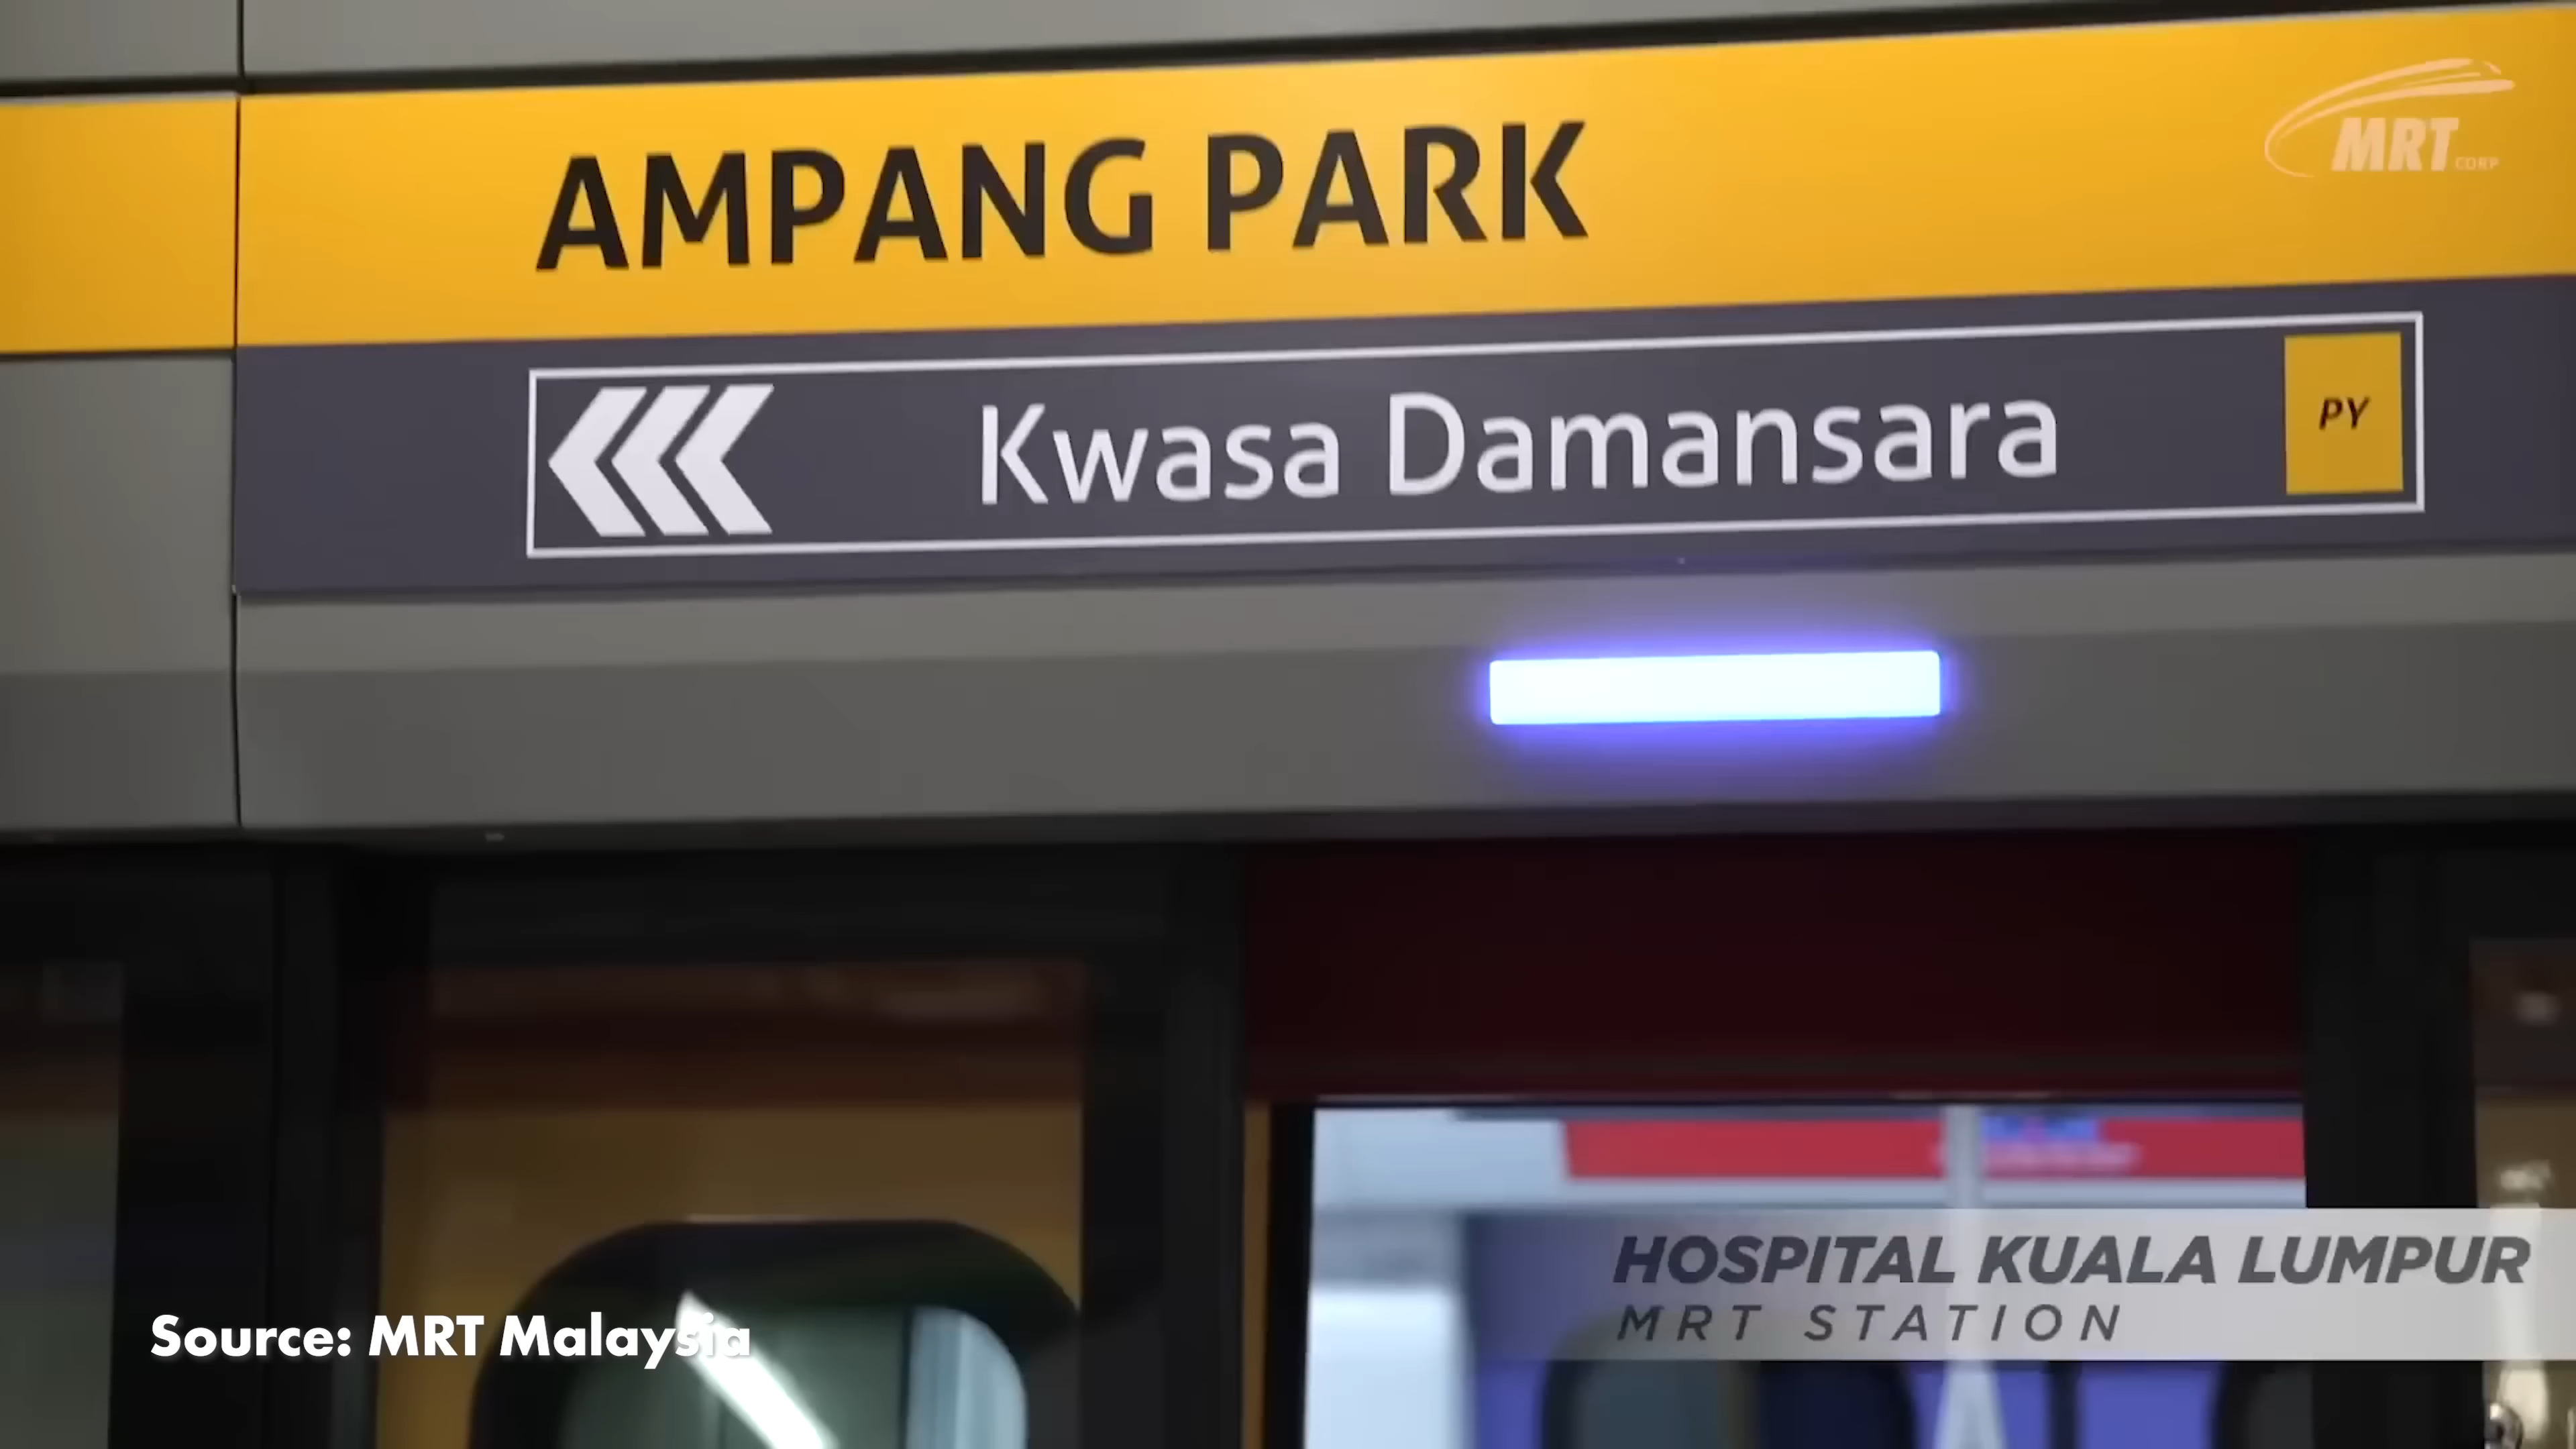 MRT CORP
AMPANG PARK
Kwasa Damansara PY
HOSPITAL KUALA LUMPUR
MRT STATION
Source: MRT Malaysia